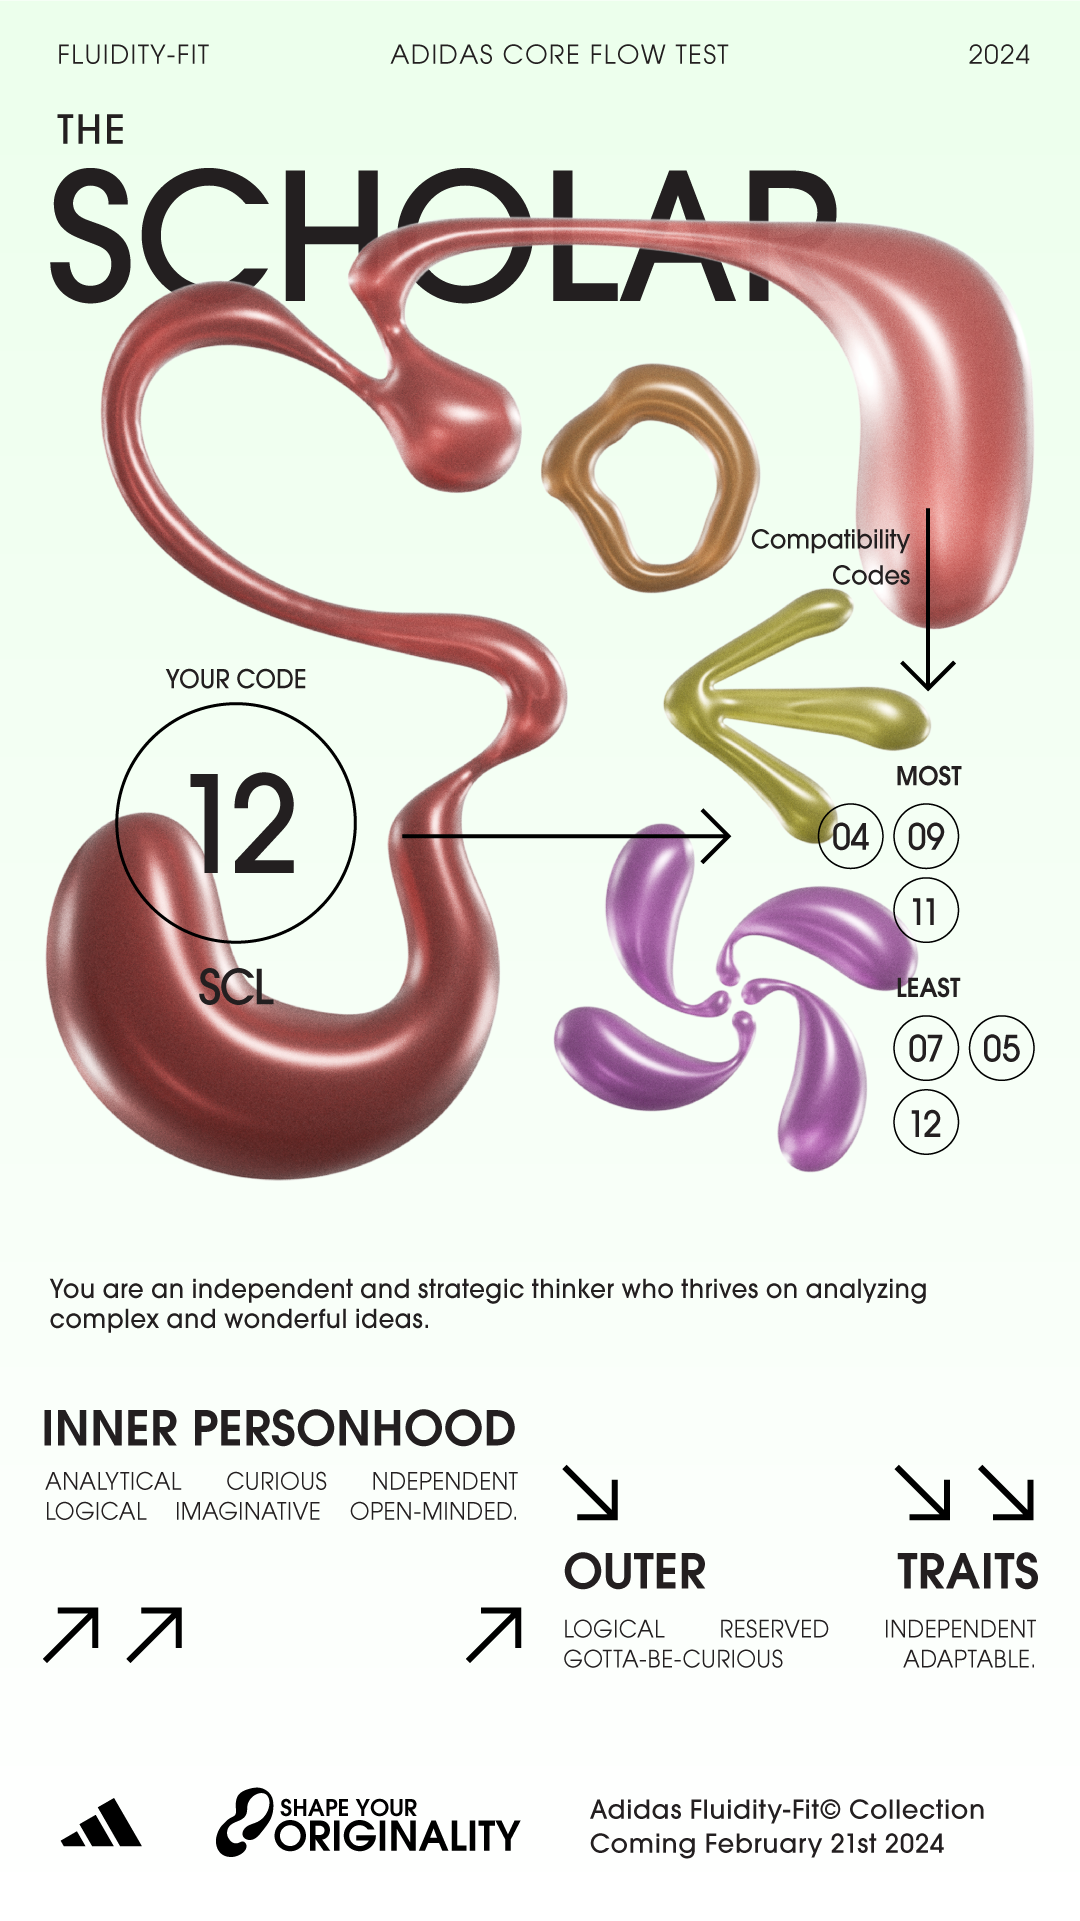 FLUIDITY-FIT
ADIDAS CORE FLOW TEST
2024
THE
SCHOLAR
Compatibility
Codes
YOUR CODE
12
SCL
MOST
04 09
11
LEAST
07 05
12
You are an independent and strategic thinker who thrives on analyzing
complex and wonderful ideas.
INNER PERSONHOOD
ANALYTICAL CURIOUS NDEPENDENT
LOGICAL IMAGINATIVE OPEN-MINDED.
OUTER TRAITS
LOGICAL RESERVED INDEPENDENT
GOTTA-BE-CURIOUS ADAPTABLE.
SHAPE YOUR
ORIGINALITY
Adidas Fluidity-Fit© Collection
Coming February 21st 2024